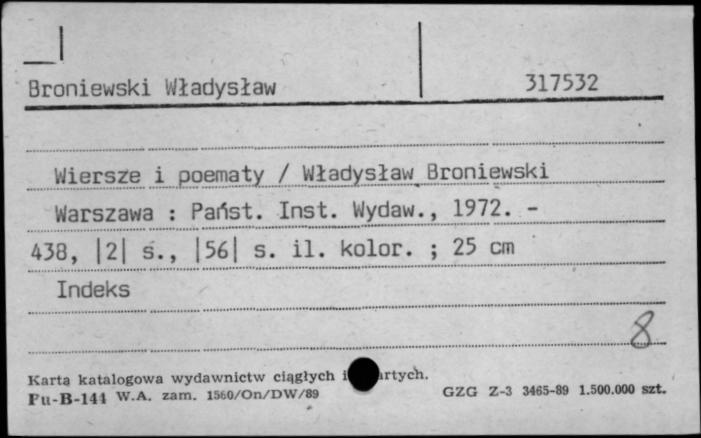 Broniewski Władysław 317532
Wiersze i poematy / Władysław Broniewski
Warszawa : Państ. Inst. Wydaw., 1972. -
438, |2| s., |56| s. il. kolor. ; 25 cm
Indeks
8
Karta katalogowa wydawnictw ciągłych i
Pu-B-144 W.A. zam. 1560/On/DW/89 GZG Z-3 3465-89 1.500.000 szt.